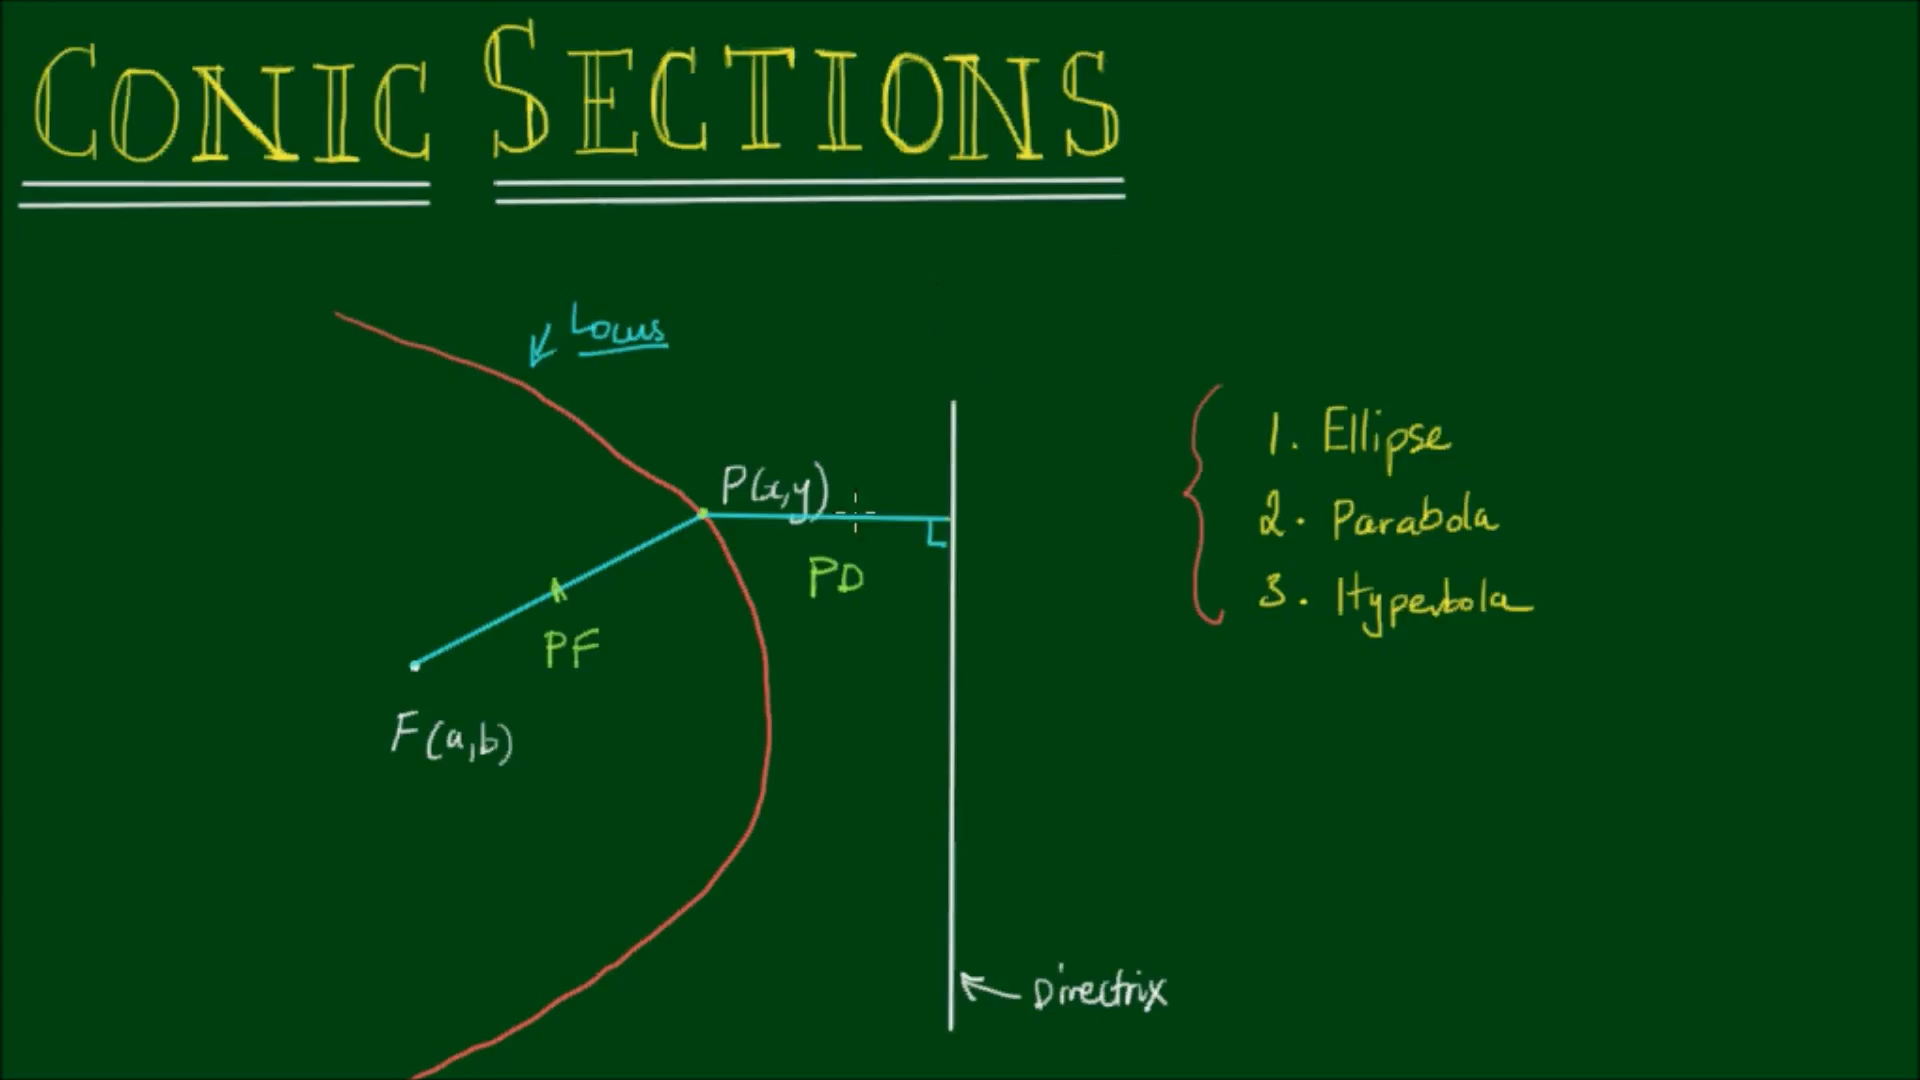 CONIC SECTIONS
Locus
P(x,y)
1. Ellipse
2. Parabola
3. Hyperbola
PD
PF
F(a,b)
Directrix